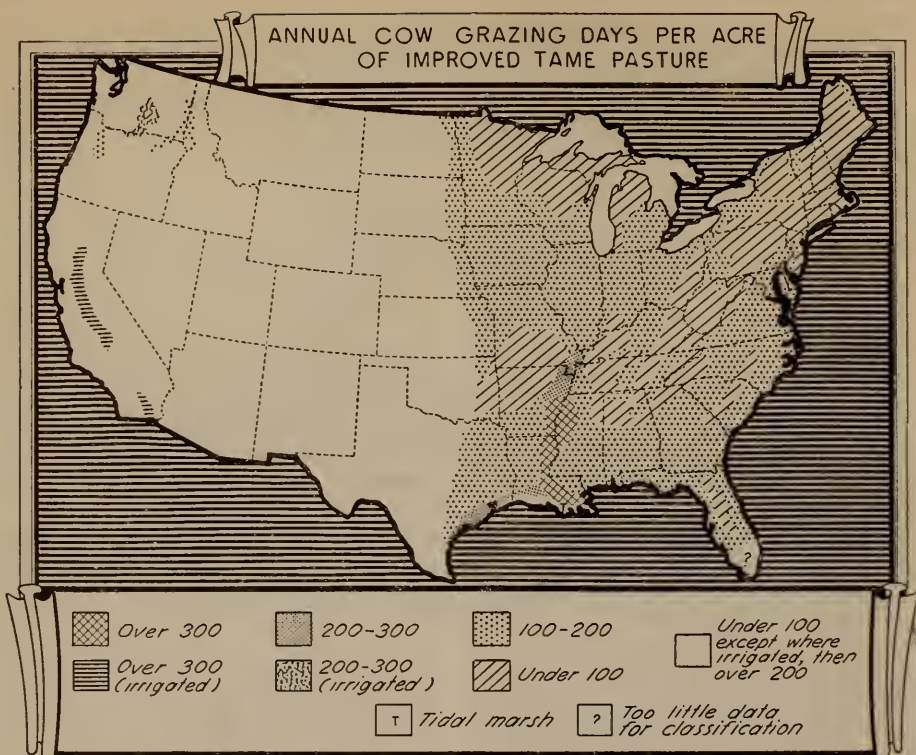 ANNUAL COW GRAZING DAYS PER ACRE
OF IMPROVED TAME PASTURE
?
Over 300
200-300
100-200
Under 100
except where
irrigated, then
over 200
Over 300
(irrigated)
200-300
(irrigated)
Under 100
T Tidal marsh
? Too little data
for classification